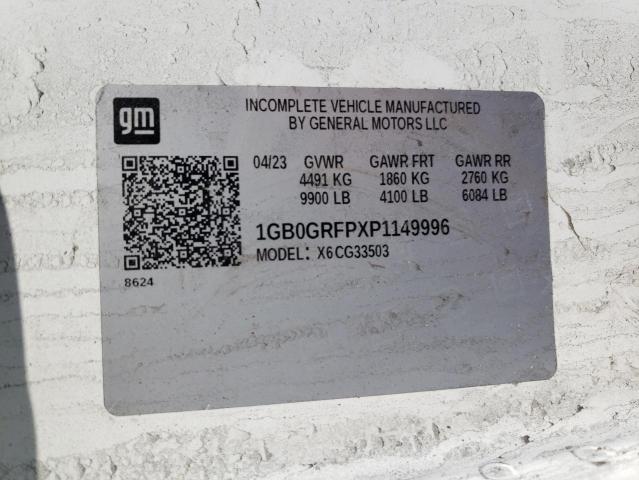 gm
INCOMPLETE VEHICLE MANUFACTURED
BY GENERAL MOTORS LLC
04/23 GVWR GAWR FRT GAWR RR
4491 KG 1860 KG 2760 KG
9900 LB 4100 LB 6084 LB
1GB0GRFPXP1149996
MODEL: X6CG33503
8624